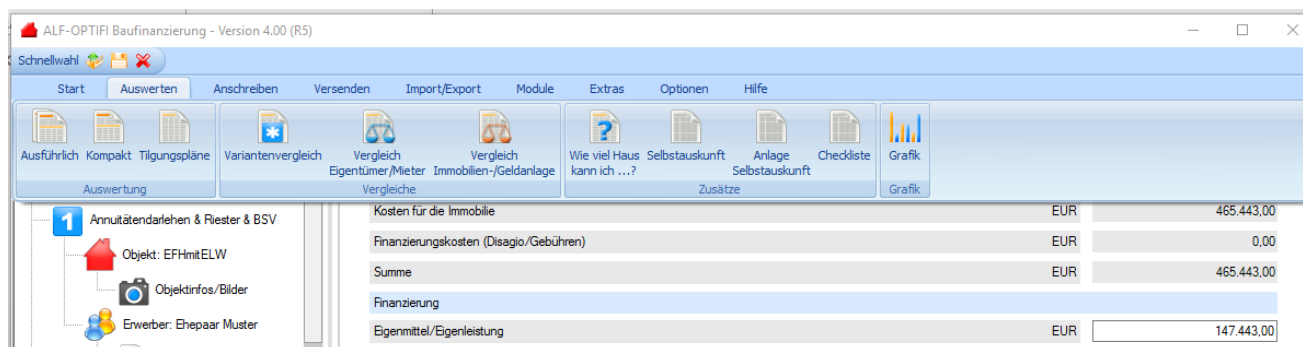 ALF-OPTIFI Baufinanzierung - Version 4.00 (R5)
Schnellwahl
Start Auswerten Anschreiben Versenden Import/Export Module Extras Optionen Hilfe
Ausführlich Kompakt Tilgungspläne Variantenvergleich Vergleich Vergleich Wie viel Haus Selbstauskunft Anlage Checkliste Grafik
Eigentümer/Mieter Immobilien-/Geldanlage kann ich ...? Selbstauskunft
Auswertung Vergleiche Zusätze Grafik
1 Annuitätendarlehen & Riester & BSV
Objekt: EFHmitELW
Objektinfos/Bilder
Erwerber: Ehepaar Muster
Kosten für die Immobilie EUR 465.443,00
Finanzierungskosten (Disagio/Gebühren) EUR 0,00
Summe EUR 465.443,00
Finanzierung
Eigenmittel/Eigenleistung EUR 147.443,00